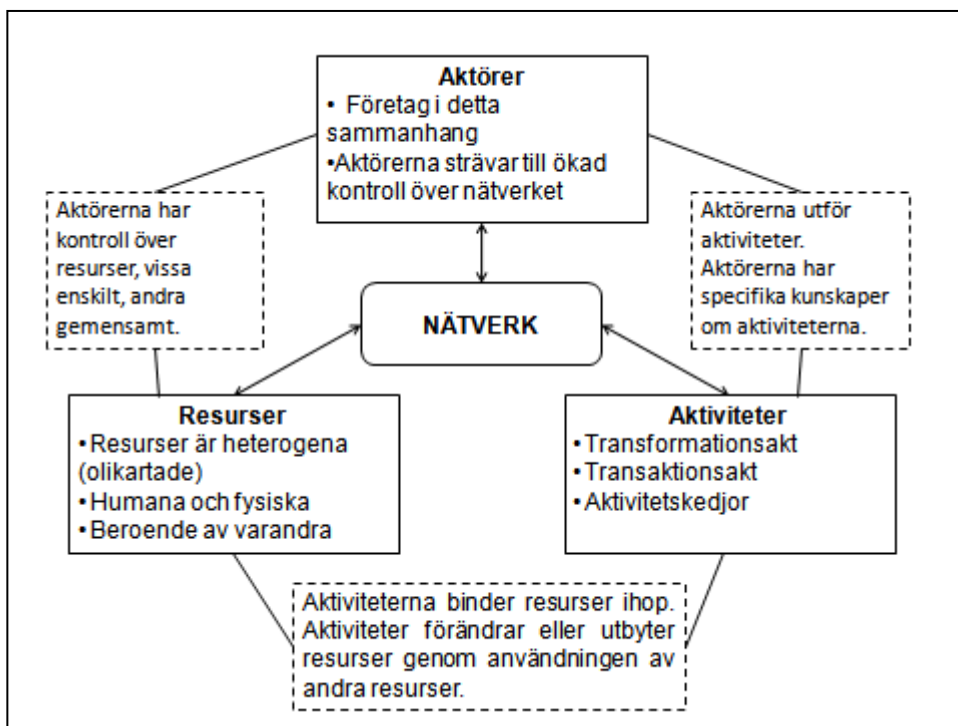 Aktörer
• Företag i detta
sammanhang
•Aktörerna strävar till ökad
kontroll över nätverket
Aktörerna har
kontroll över
resurser, vissa
enskilt, andra
gemensamt.
Aktörerna utför
aktiviteter.
Aktörerna har
specifika kunskaper
om aktiviteterna.
NÄTVERK
Resurser
•Resurser är heterogena
(olikartade)
•Humana och fysiska
•Beroende av varandra
Aktiviteter
•Transformationsakt
•Transaktionsakt
•Aktivitetskedjor
Aktiviteterna binder resurser ihop.
Aktiviteter förändrar eller utbyter
resurser genom användningen av
andra resurser.